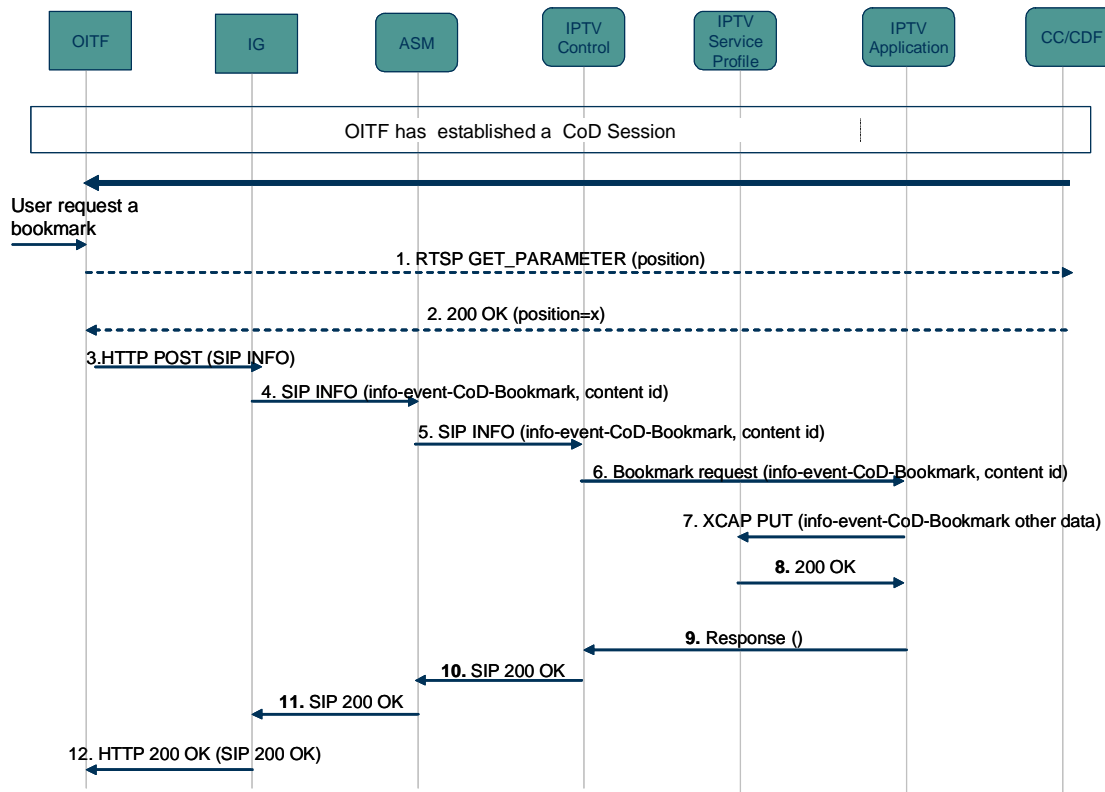 OITF
IG
ASM
IPTV
Control
IPTV
Service
Profile
IPTV
Application
CC/CDF
OITF has established a CoD Session
User request a
bookmark
1. RTSP GET_PARAMETER (position)
2. 200 OK (position=x)
3.HTTP POST (SIP INFO)
4. SIP INFO (info-event-CoD-Bookmark, content id)
5. SIP INFO (info-event-CoD-Bookmark, content id)
6. Bookmark request (info-event-CoD-Bookmark, content id)
7. XCAP PUT (info-event-CoD-Bookmark other data)
8. 200 OK
9. Response ()
10. SIP 200 OK
11. SIP 200 OK
12. HTTP 200 OK (SIP 200 OK)